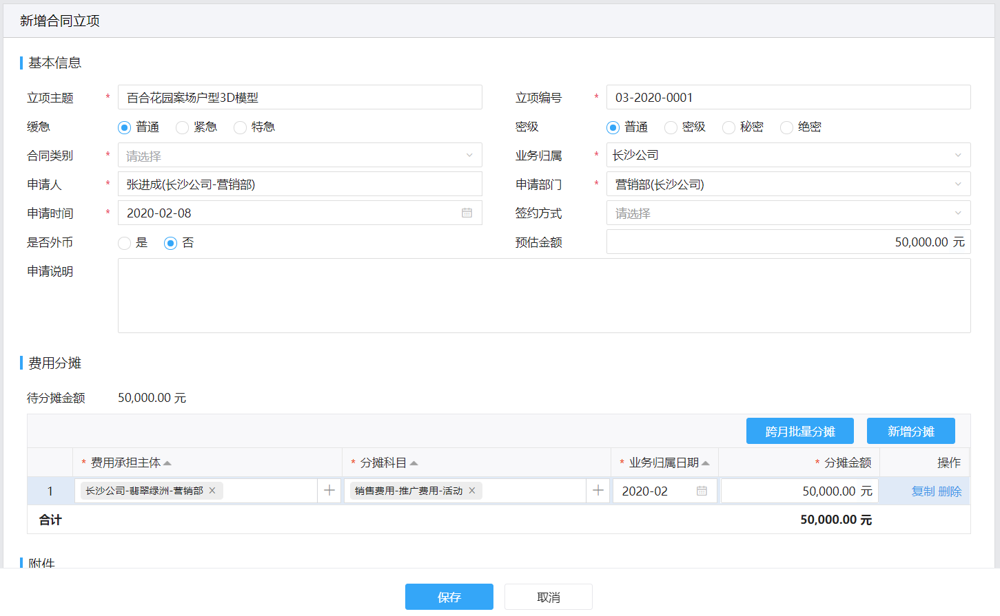 新增合同立项
基本信息
立项主题 * 百合花园案场户型3D模型 立项编号 * 03-2020-0001
缓急 普通 紧急 特急 密级 普通 密级 秘密 绝密
合同类别 * 请选择 业务归属 * 长沙公司
申请人 * 张进成(长沙公司-营销部) 申请部门 * 营销部(长沙公司)
申请时间 * 2020-02-08 签约方式 请选择
是否外币 是 否 预估金额 50,000.00 元
申请说明
费用分摊
待分摊金额 50,000.00 元
跨月批量分摊 新增分摊
* 费用承担主体 * 分摊科目 * 业务归属日期 * 分摊金额 操作
1 长沙公司-翡翠绿洲-营销部 × + 销售费用-推广费用-活动 × + 2020-02 50,000.00 元 复制 删除
合计 50,000.00 元
附件
保存 取消